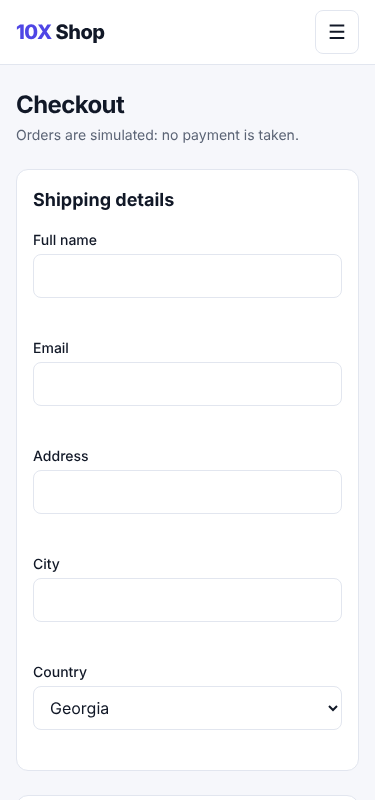 10X Shop
Checkout
Orders are simulated: no payment is taken.
Shipping details
Full name
Email
Address
City
Country
Georgia